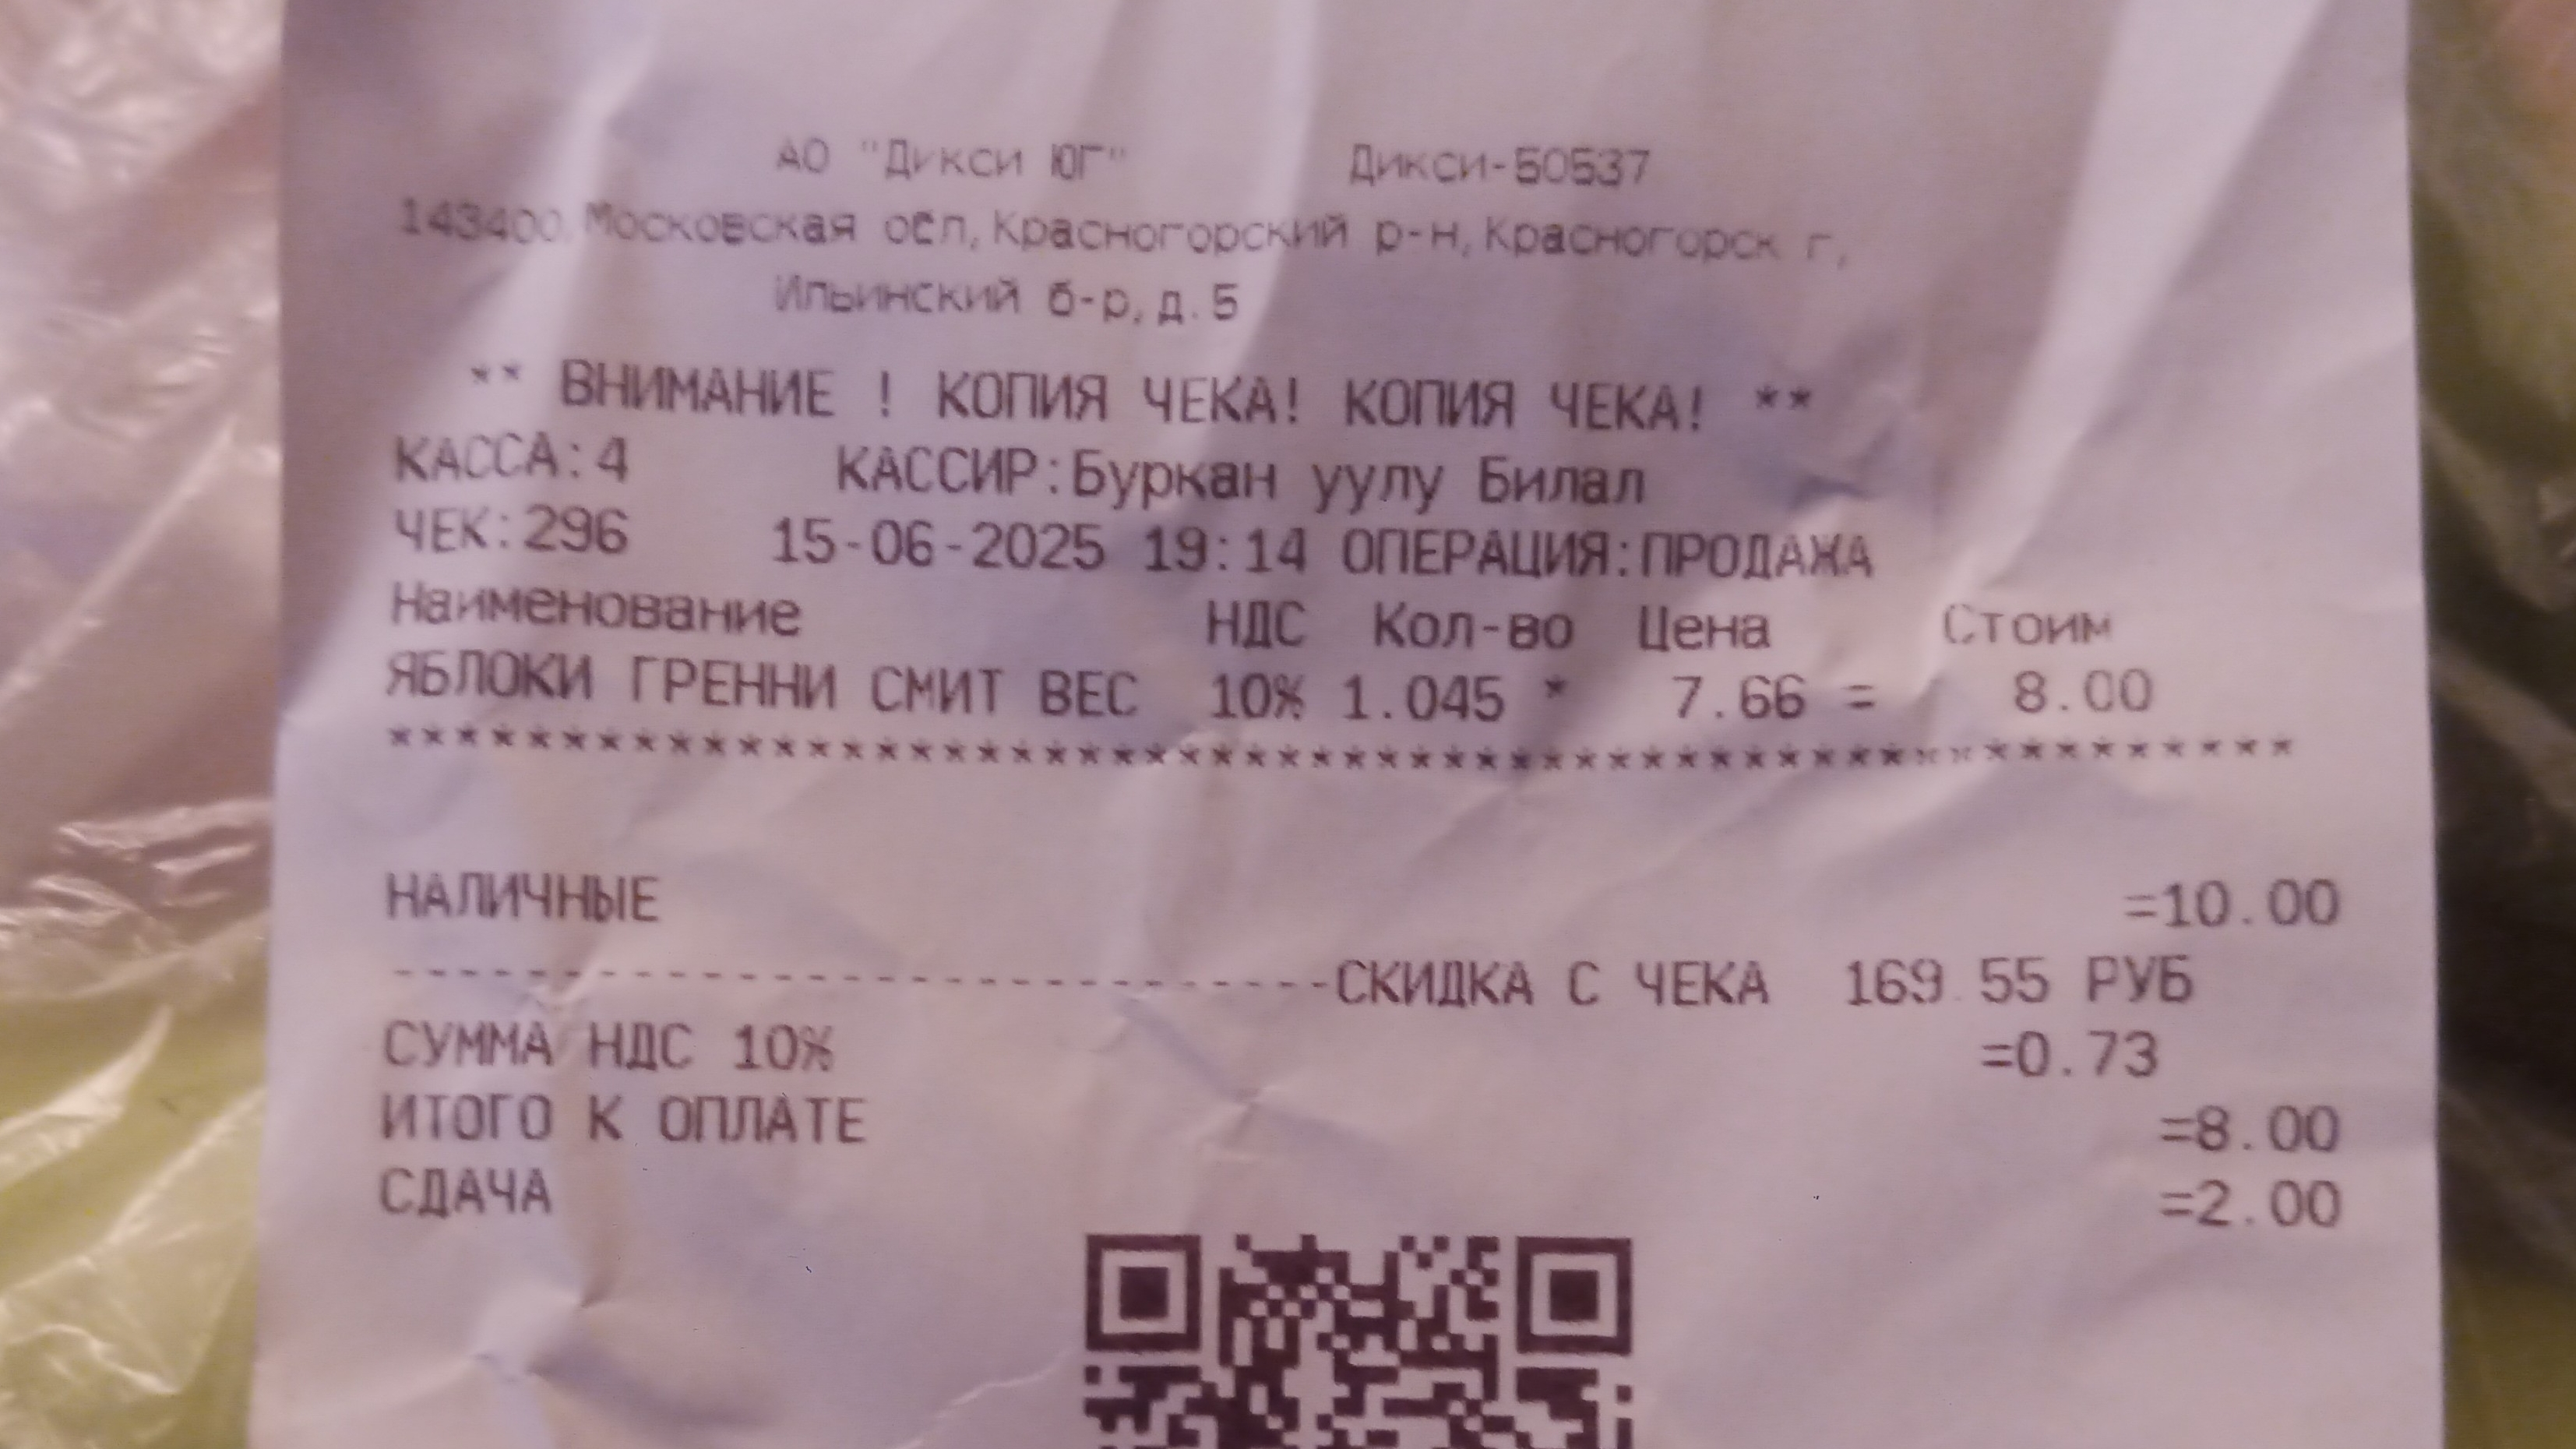 АО "Дикси ЮГ" Дикси-50537
143400,Московская обл,Красногорский р-н,Красногорск г,
Ильинский б-р,д.5
** ВНИМАНИЕ ! КОПИЯ ЧЕКА! КОПИЯ ЧЕКА! **
КАССА:4 КАССИР:Буркан уулу Билал
ЧЕК:296 15-06-2025 19:14 ОПЕРАЦИЯ:ПРОДАЖА
Наименование НДС Кол-во Цена Стоим
ЯБЛОКИ ГРЕННИ СМИТ ВЕС 10% 1.045 * 7.66 = 8.00
**********************************************************
НАЛИЧНЫЕ =10.00
---------------------------СКИДКА С ЧЕКА 169.55 РУБ
СУММА НДС 10% =0.73
ИТОГО К ОПЛАТЕ =8.00
СДАЧА =2.00